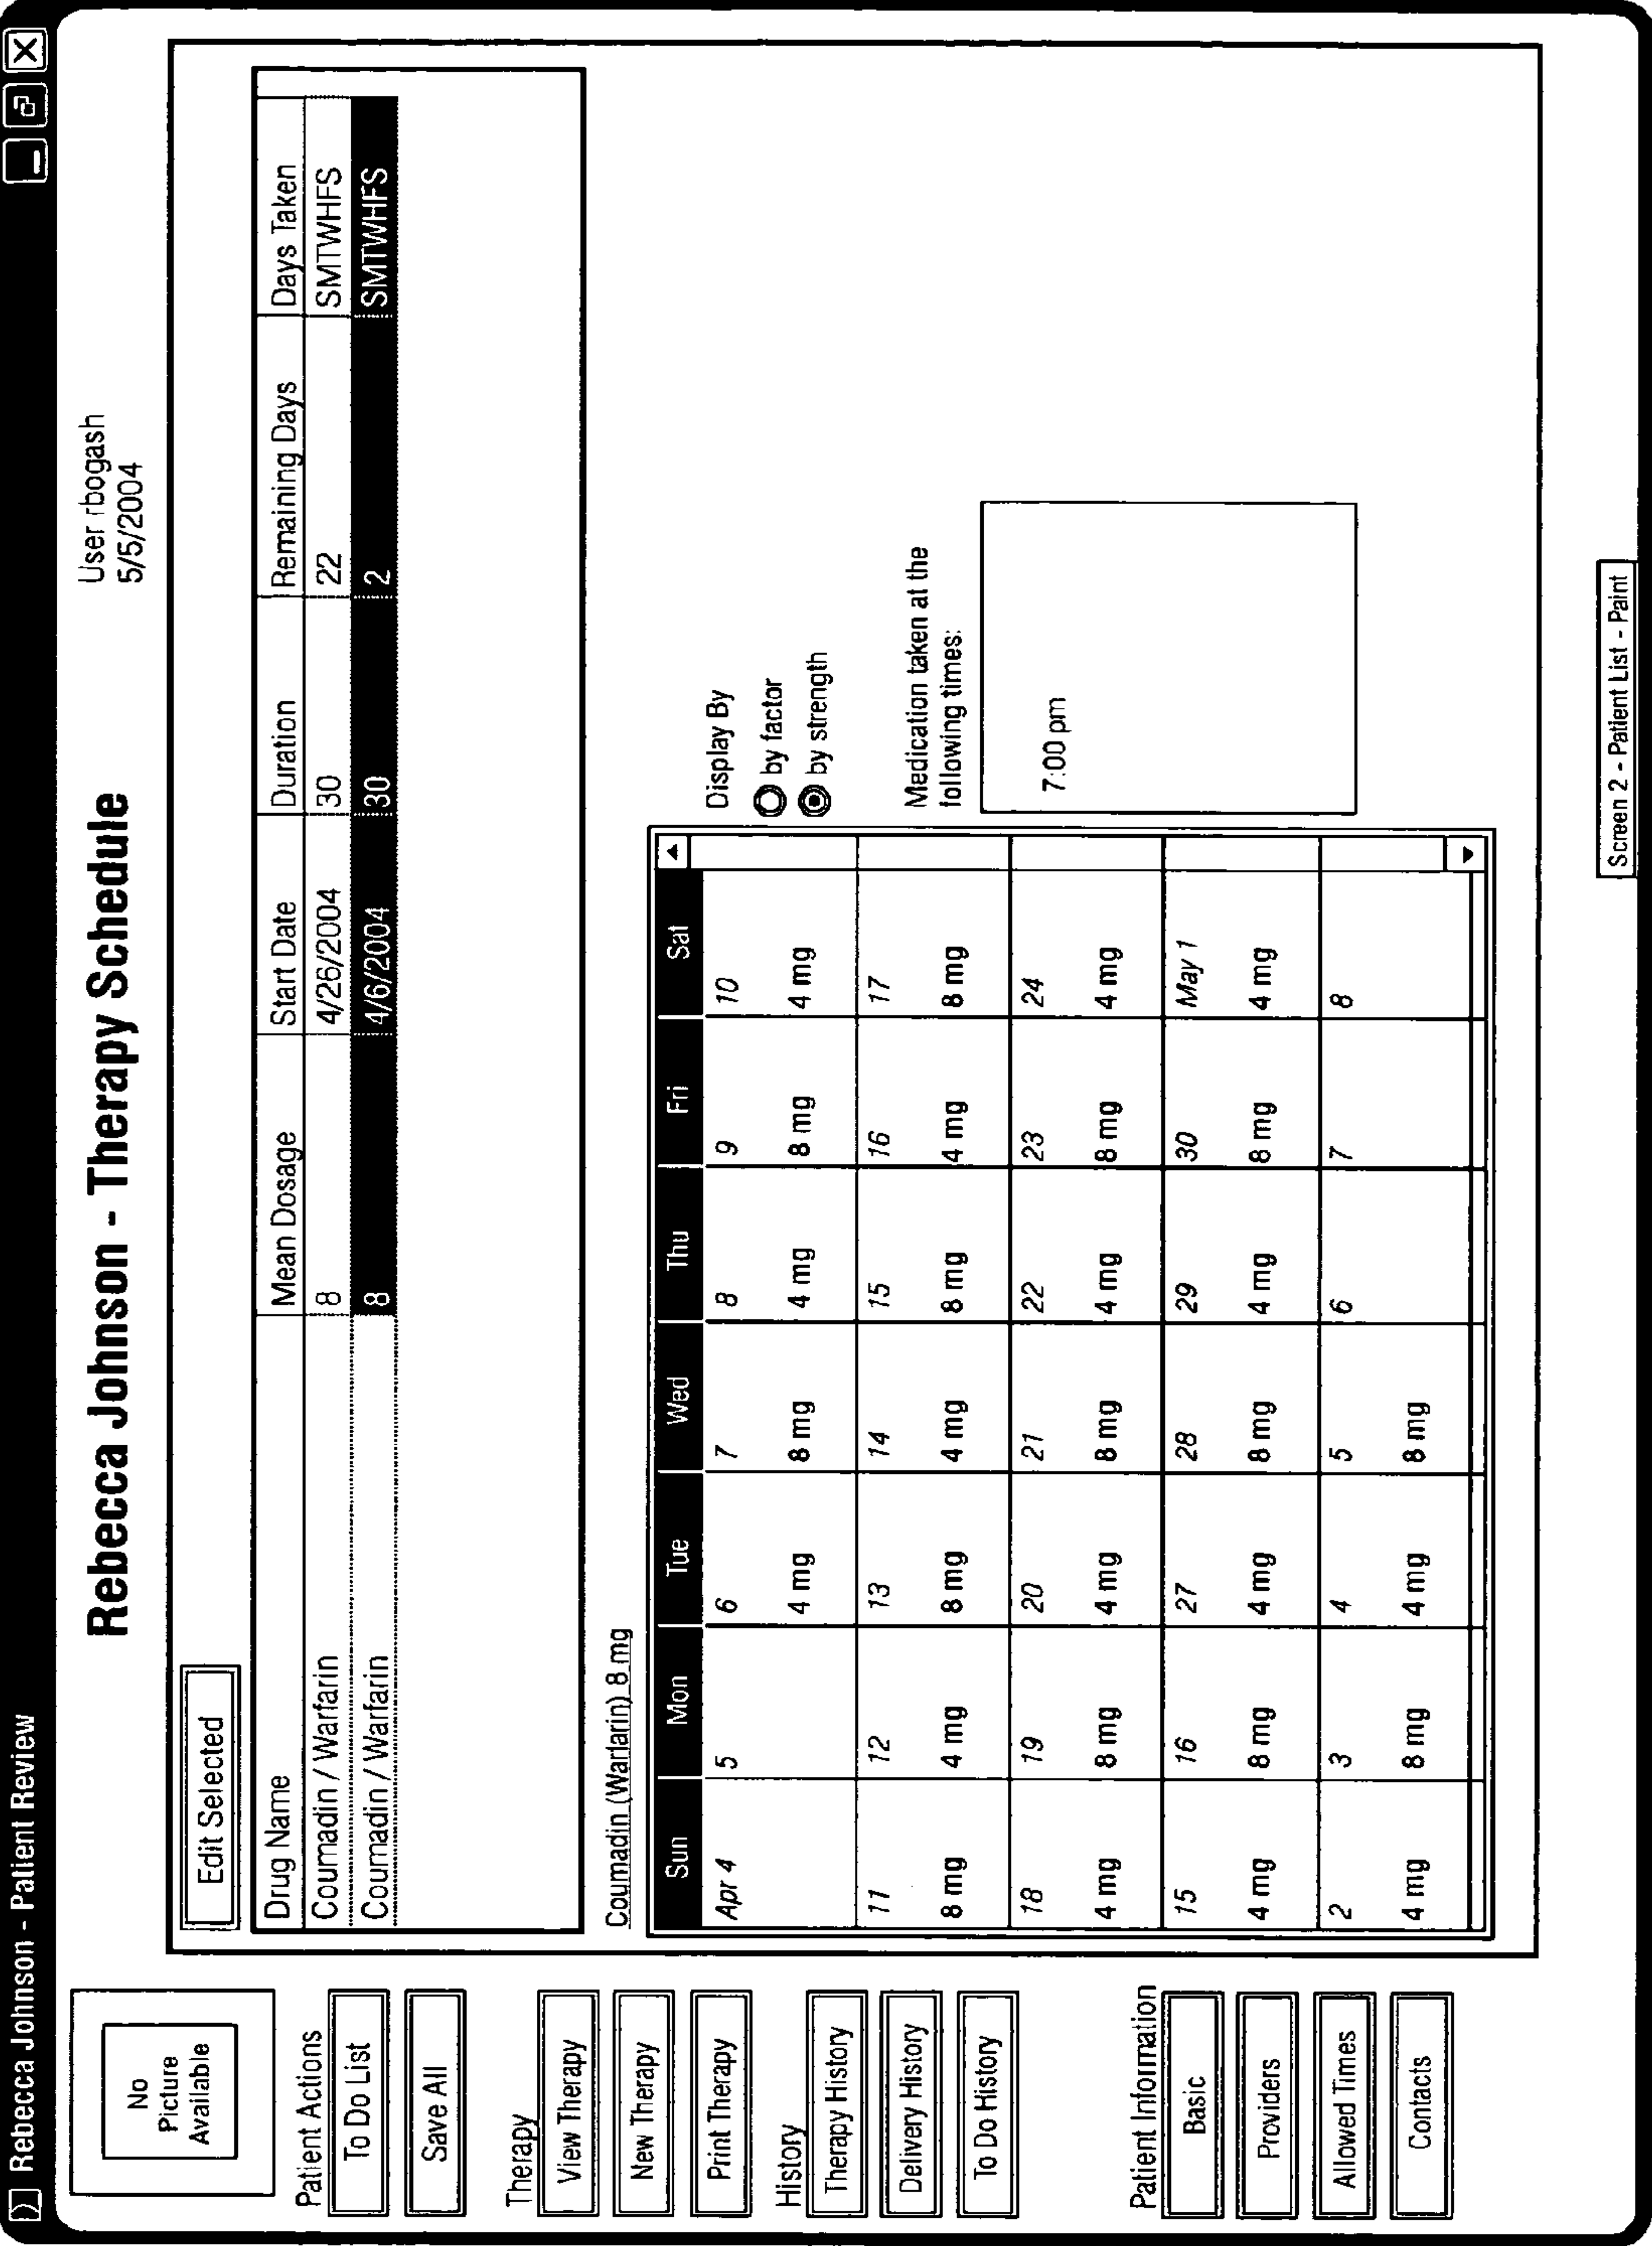 Rebecca Johnson - Patient Review
Rebecca Johnson - Therapy Schedule
User rbogash
5/5/2004
No
Picture
Available
Patient Actions
To Do List
Save All
Therapy
View Therapy
New Therapy
Print Therapy
History
Therapy History
Delivery History
To Do History
Patient Information
Basic
Providers
Allowed Times
Contacts
Edit Selected
Drug Name Mean Dosage Start Date Duration Remaining Days Days Taken
Coumadin / Warfarin 8 4/26/2004 30 22 SMTWHFS
Coumadin / Warfarin 8 4/6/2004 30 2 SMTWHFS
Coumadin (Warfarin) 8 mg
Sun Mon Tue Wed Thu Fri Sat
Apr 4 5 6 7 8 9 10
4 mg 8 mg 4 mg 8 mg 4 mg
11 12 13 14 15 16 17
8 mg 4 mg 8 mg 4 mg 8 mg 4 mg 8 mg
18 19 20 21 22 23 24
4 mg 8 mg 4 mg 8 mg 4 mg 8 mg 4 mg
15 16 27 28 29 30 May 1
4 mg 8 mg 4 mg 8 mg 4 mg 8 mg 4 mg
2 3 4 5 6 7 8
4 mg 8 mg 4 mg 8 mg
Display By
by factor
by strength
Medication taken at the
following times:
7:00 pm
Screen 2 - Patient List - Paint